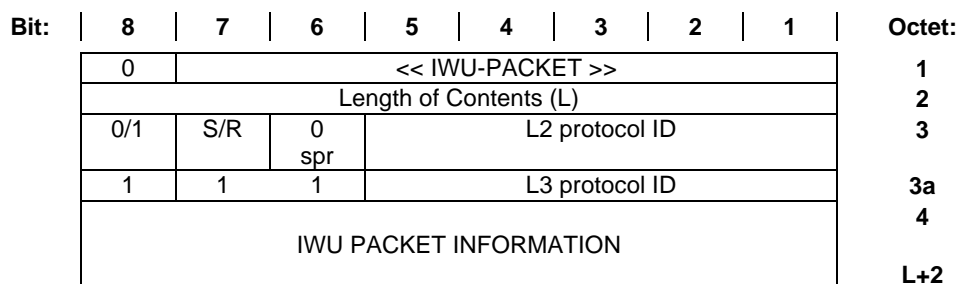 Bit: 8 7 6 5 4 3 2 1 Octet:
0 << IWU-PACKET >> 1
Length of Contents (L) 2
0/1 S/R 0 L2 protocol ID 3
spr
1 1 1 L3 protocol ID 3a
4
IWU PACKET INFORMATION
L+2